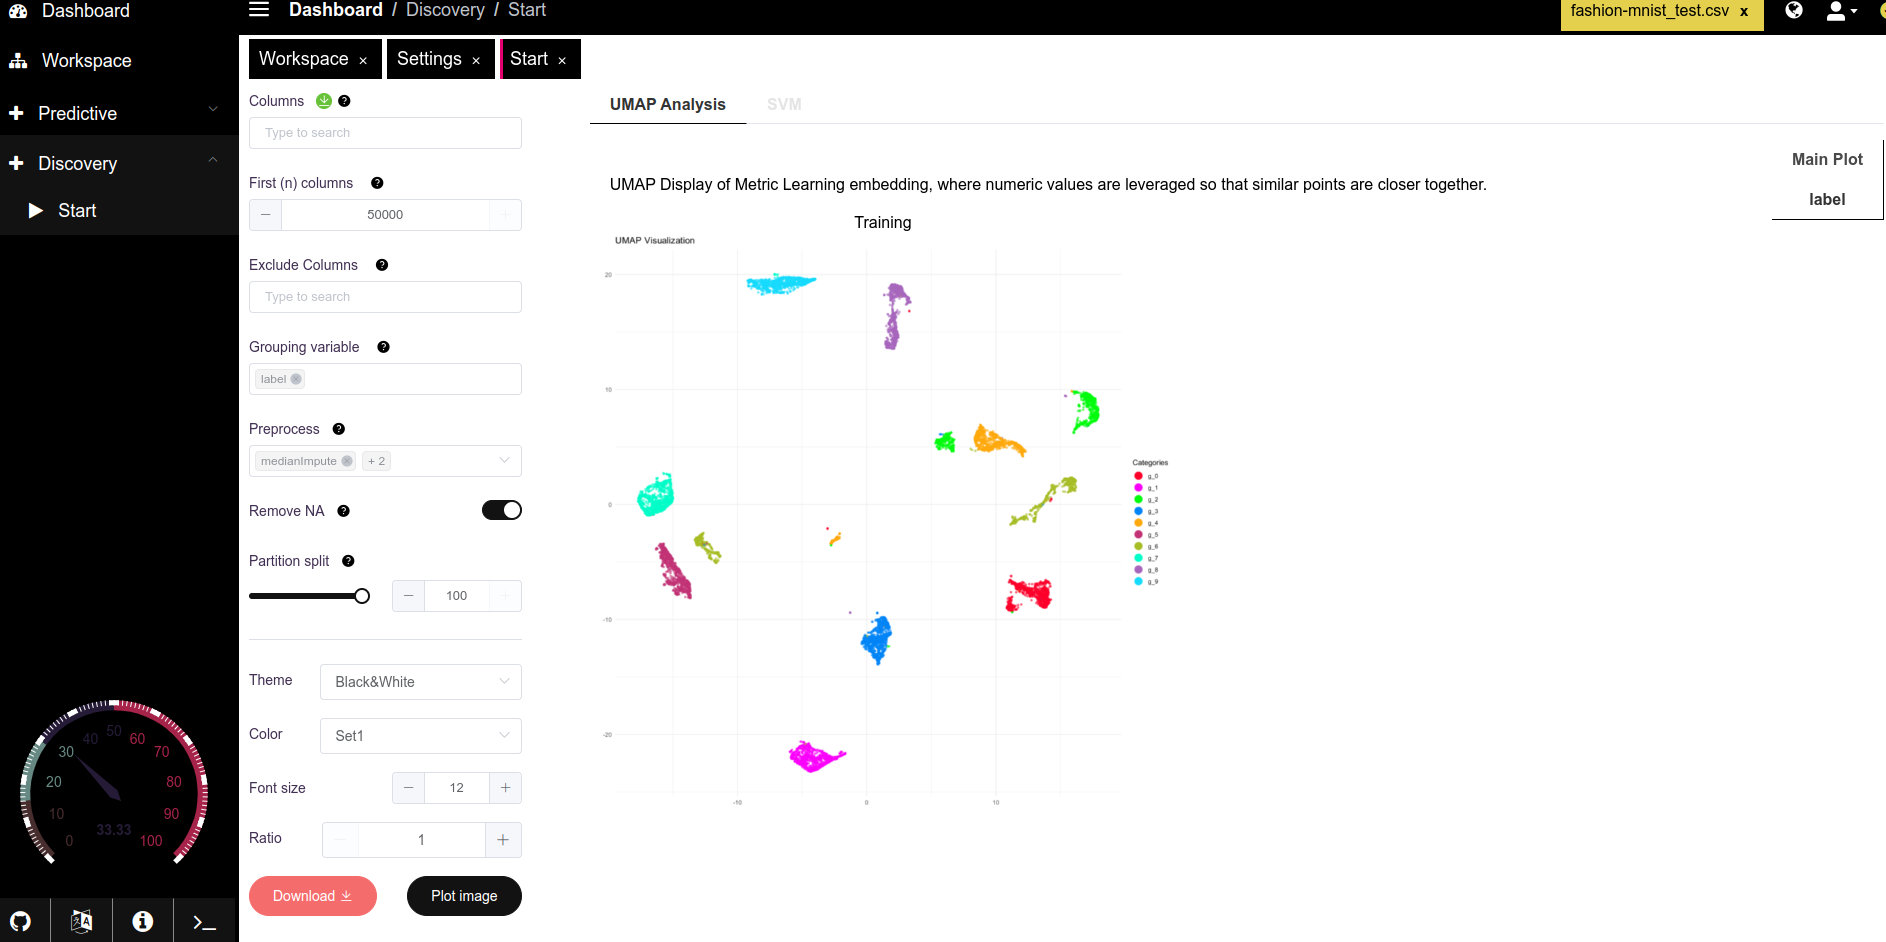 Dashboard
Workspace
Predictive
Discovery
Start
50
40
60
30
70
20
80
10
90
33.33
0
100
Dashboard / Discovery / Start
fashion-mnist_test.csv x
Workspace ×
Settings ×
Start ×
Columns
Type to search
First (n) columns
50000
Exclude Columns
Type to search
Grouping variable
label
Preprocess
medianImpute + 2
Remove NA
Partition split
100
Theme
Black&White
Color
Set1
Font size
12
Ratio
1
Download
Plot image
UMAP Analysis
SVM
Main Plot
label
UMAP Display of Metric Learning embedding, where numeric values are leveraged so that similar points are closer together.
Training
UMAP Visualization
20
10
0
-10
-20
-10
0
10
Categories
g_0
g_1
g_2
g_3
g_4
g_5
g_6
g_7
g_8
g_9